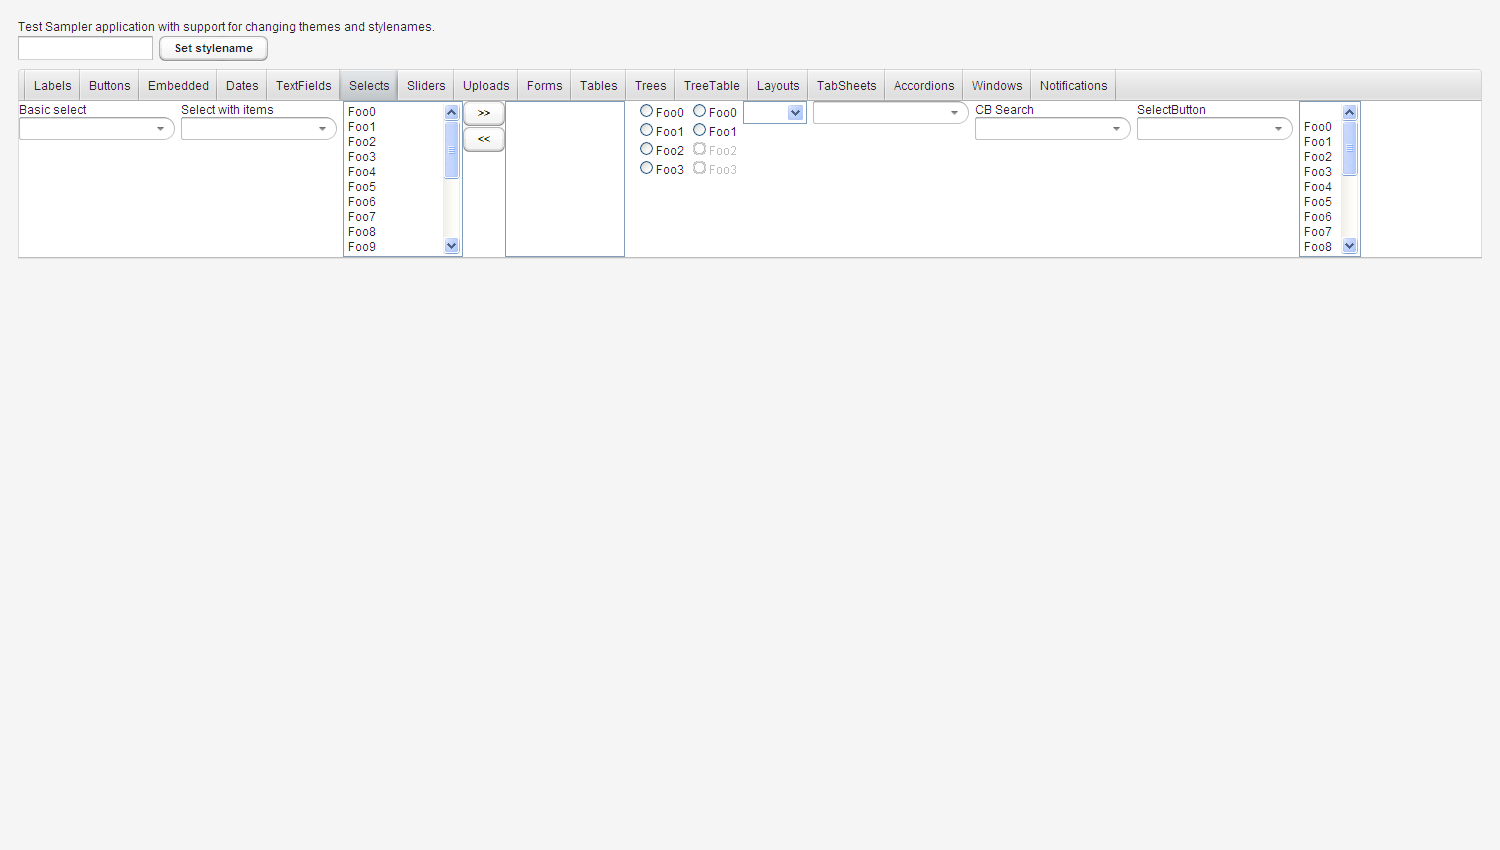 Test Sampler application with support for changing themes and stylenames.
Set stylename
Labels Buttons Embedded Dates TextFields Selects Sliders Uploads Forms Tables Trees TreeTable Layouts TabSheets Accordions Windows Notifications
Basic select
Select with items
Foo0
Foo1
Foo2
Foo3
Foo4
Foo5
Foo6
Foo7
Foo8
Foo9
>>
<<
Foo0
Foo1
Foo2
Foo3
Foo0
Foo1
Foo2
Foo3
CB Search
SelectButton
Foo0
Foo1
Foo2
Foo3
Foo4
Foo5
Foo6
Foo7
Foo8